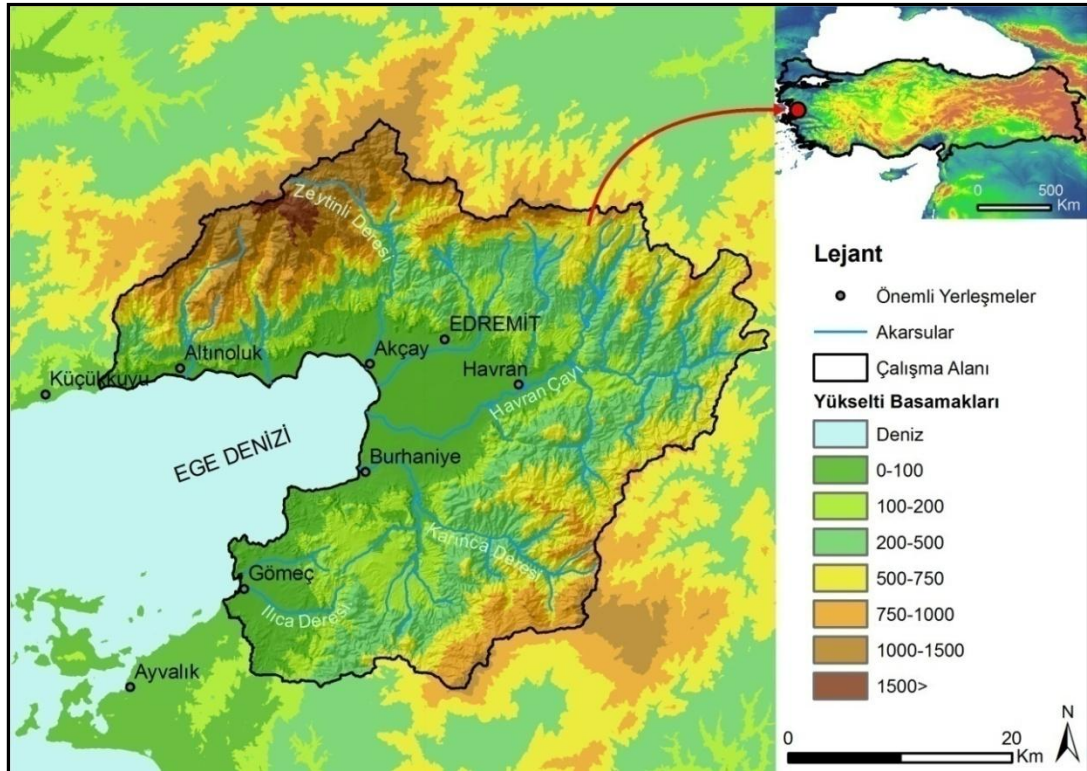 Zeytinli Deresi
EDREMİT
Akçay
Altınoluk
Küçükkuyu
Havran
Havran Çayı
EGE DENİZİ
Burhaniye
Karınca Deresi
Gömeç
Ilıca Deresi
Ayvalık
0 500
Km
Lejant
Önemli Yerleşmeler
Akarsular
Çalışma Alanı
Yükselti Basamakları
Deniz
0-100
100-200
200-500
500-750
750-1000
1000-1500
1500>
N
0 20
Km